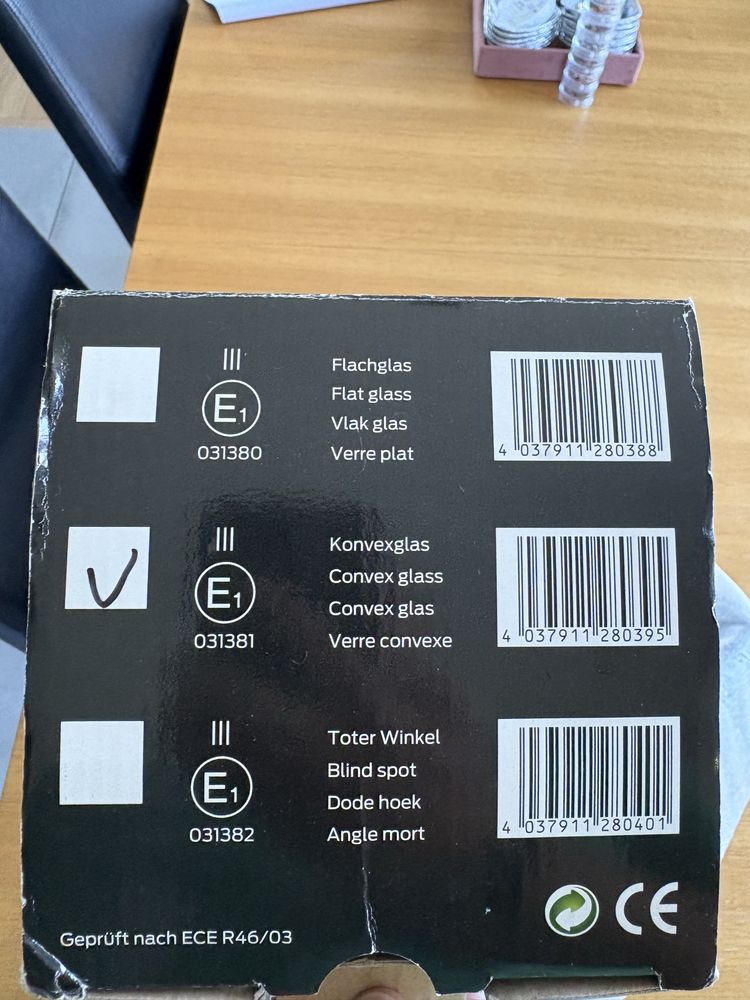 III
E1
031380
Flachglas
Flat glass
Vlak glas
Verre plat
4 037911 280388
V
III
E1
031381
Konvexglas
Convex glass
Convex glas
Verre convexe
4 037911 280395
III
E1
031382
Toter Winkel
Blind spot
Dode hoek
Angle mort
4 037911 280401
Geprüft nach ECE R46/03
CE